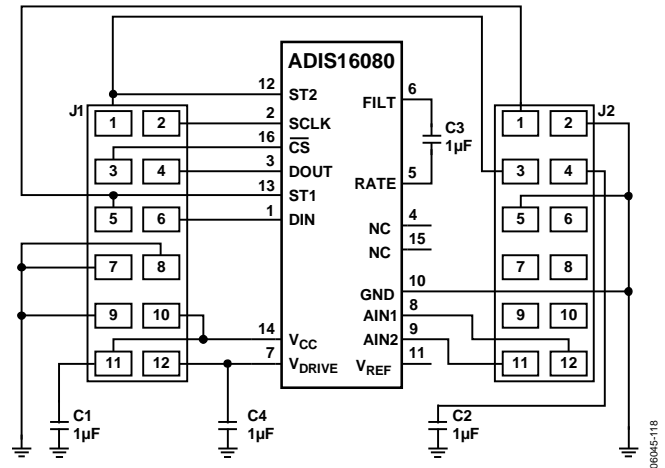 ADIS16080
J1
1 2
3 4
5 6
7 8
9 10
11 12
12 ST2
2 SCLK
16 CS
3 DOUT
13 ST1
1 DIN
14 VCC
7 VDRIVE
FILT 6
C3
1µF
RATE 5
NC 4
NC 15
GND 10
AIN1 8
AIN2 9
VREF 11
J2
1 2
3 4
5 6
7 8
9 10
11 12
C1
1µF
C4
1µF
C2
1µF
06045-118